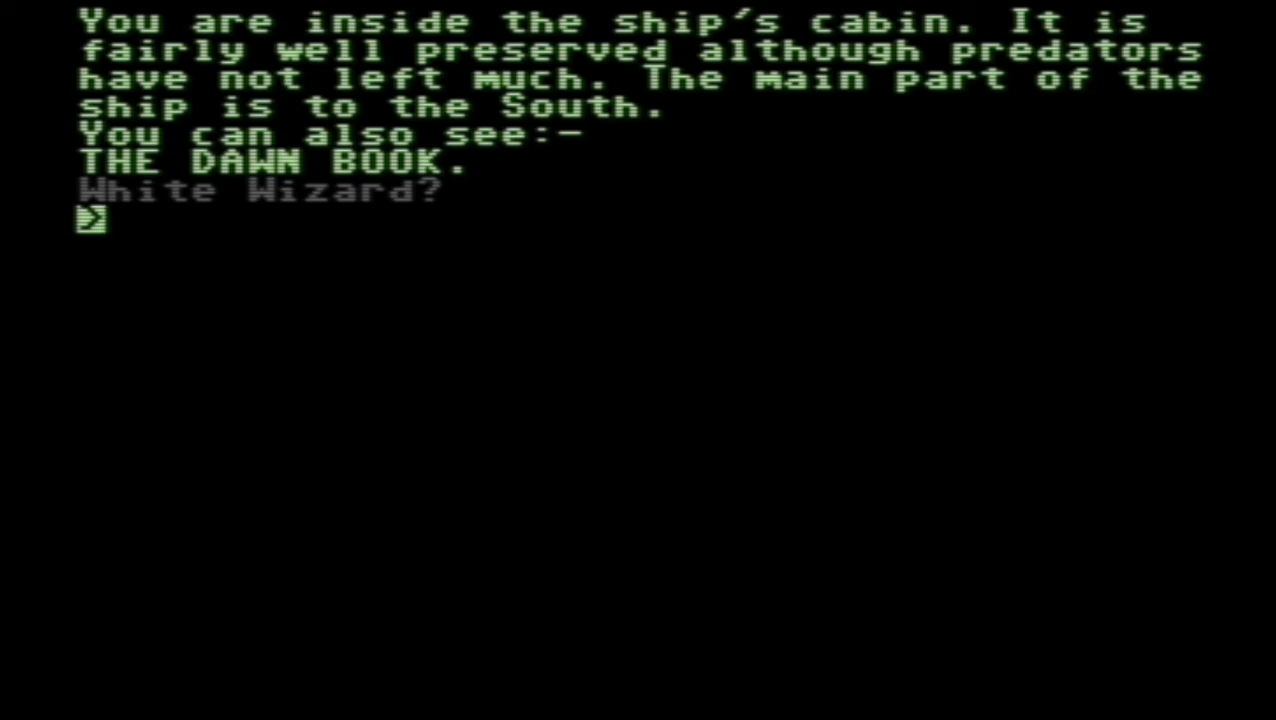 You are inside the ship's cabin. It is
fairly well preserved although predators
have not left much. The main part of the
ship is to the South.
You can also see:-
THE DAWN BOOK.
White Wizard?
>